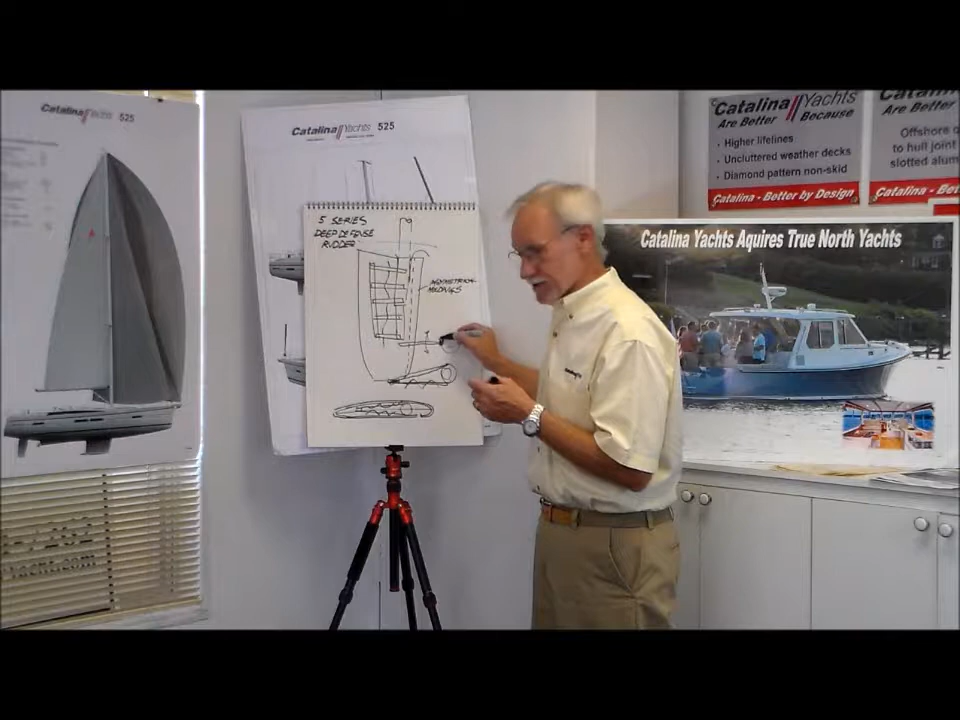 Catalina Yachts 525
Catalina Yachts 525
5 SERIES
DEEP DEFENSE
RUDDER
ASYMMETRICAL
Catalina Yachts
Are Better Because
· Higher lifelines
· Uncluttered weather decks
· Diamond pattern non-skid
Catalina - Better by Design
Catalina
Are Better
Offshore
to hull joint
slotted alum
Catalina - Be
Catalina Yachts Aquires True North Yachts